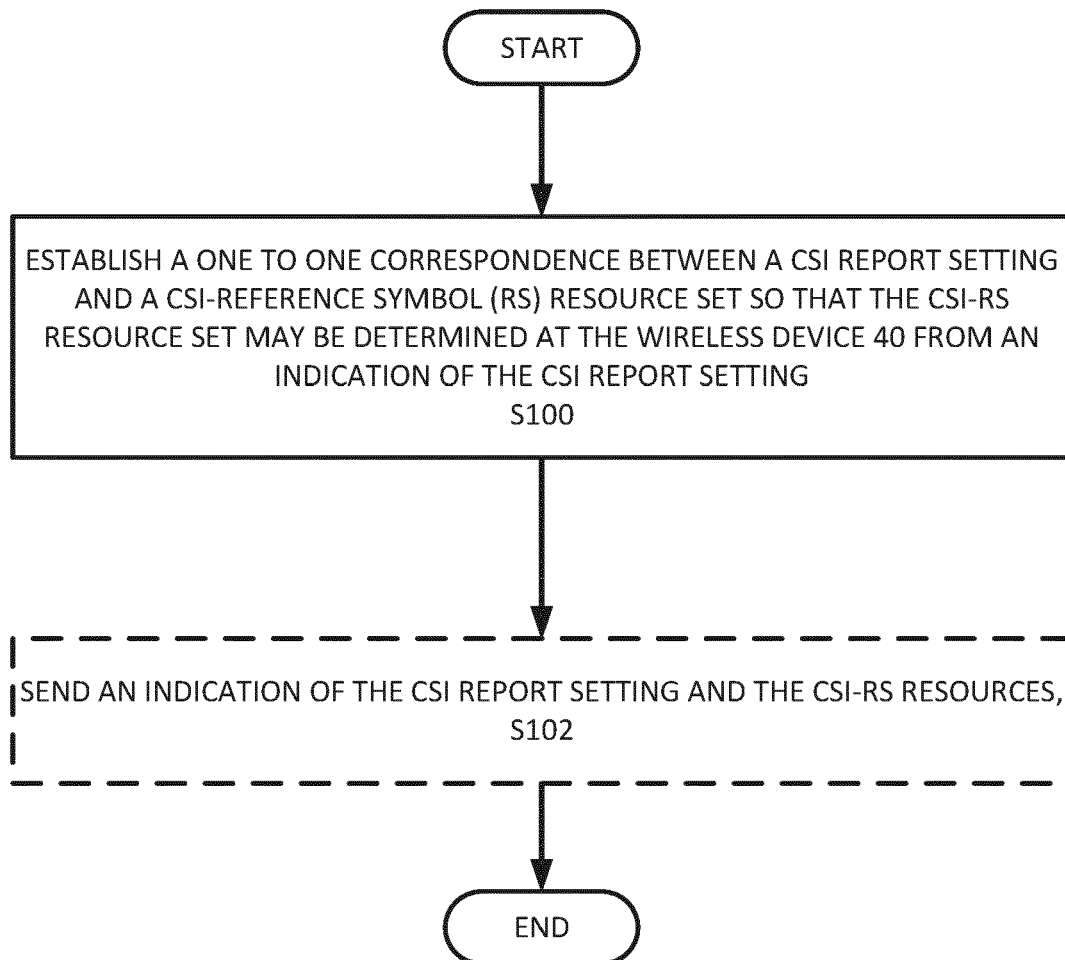 START
ESTABLISH A ONE TO ONE CORRESPONDENCE BETWEEN A CSI REPORT SETTING
AND A CSI-REFERENCE SYMBOL (RS) RESOURCE SET SO THAT THE CSI-RS
RESOURCE SET MAY BE DETERMINED AT THE WIRELESS DEVICE 40 FROM AN
INDICATION OF THE CSI REPORT SETTING
S100
SEND AN INDICATION OF THE CSI REPORT SETTING AND THE CSI-RS RESOURCES,
S102
END